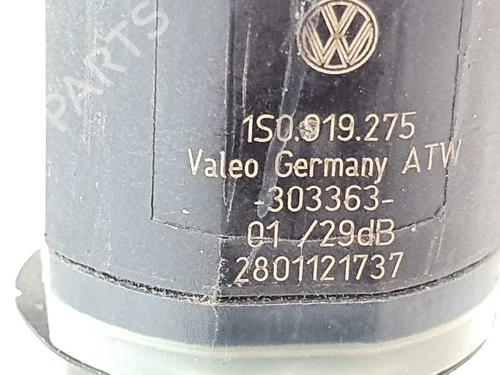 PARTS
1S0.919.275
Valeo Germany ATW
-303363-
01 /29dB
2801121737